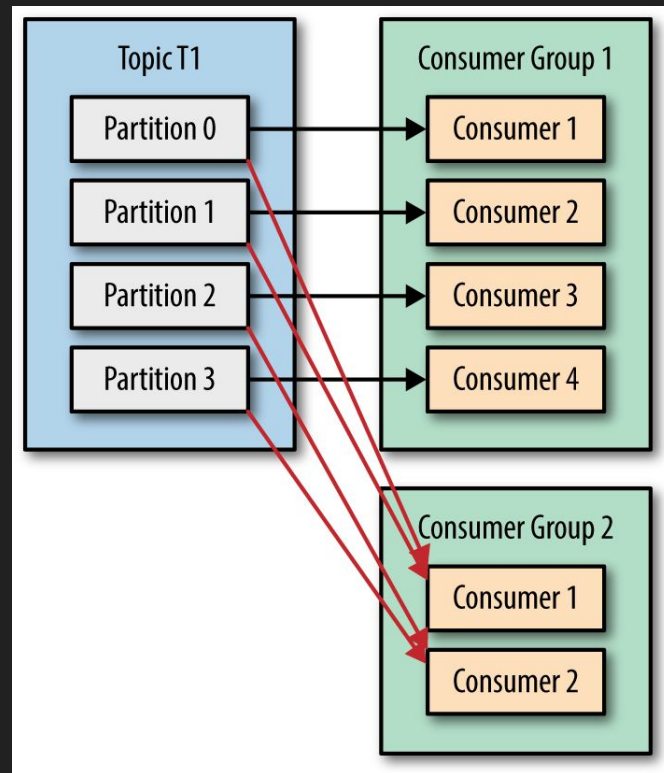 Topic T1
Partition 0
Partition 1
Partition 2
Partition 3
Consumer Group 1
Consumer 1
Consumer 2
Consumer 3
Consumer 4
Consumer Group 2
Consumer 1
Consumer 2